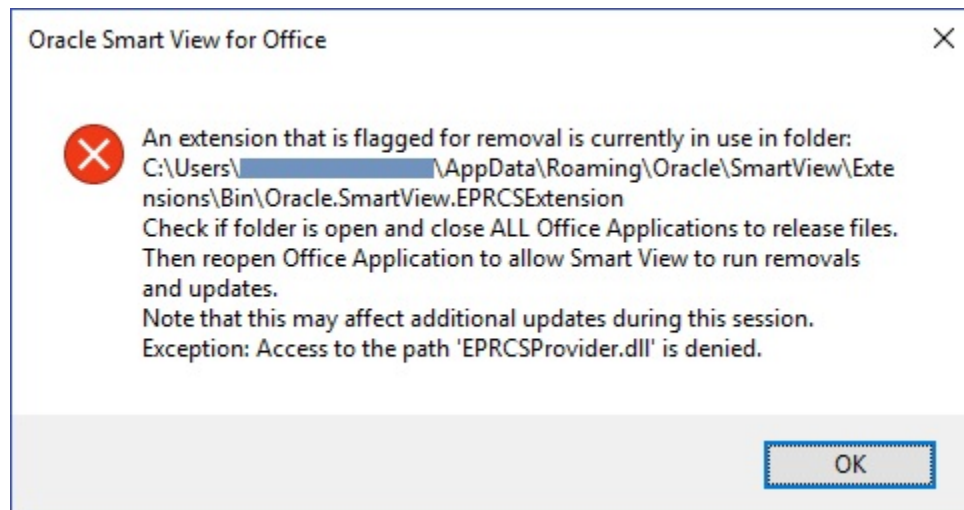 Oracle Smart View for Office
An extension that is flagged for removal is currently in use in folder:
C:\Users\ \AppData\Roaming\Oracle\SmartView\Exte
nsions\Bin\Oracle.SmartView.EPRCSExtension
Check if folder is open and close ALL Office Applications to release files.
Then reopen Office Application to allow Smart View to run removals
and updates.
Note that this may affect additional updates during this session.
Exception: Access to the path 'EPRCSProvider.dll' is denied.
OK